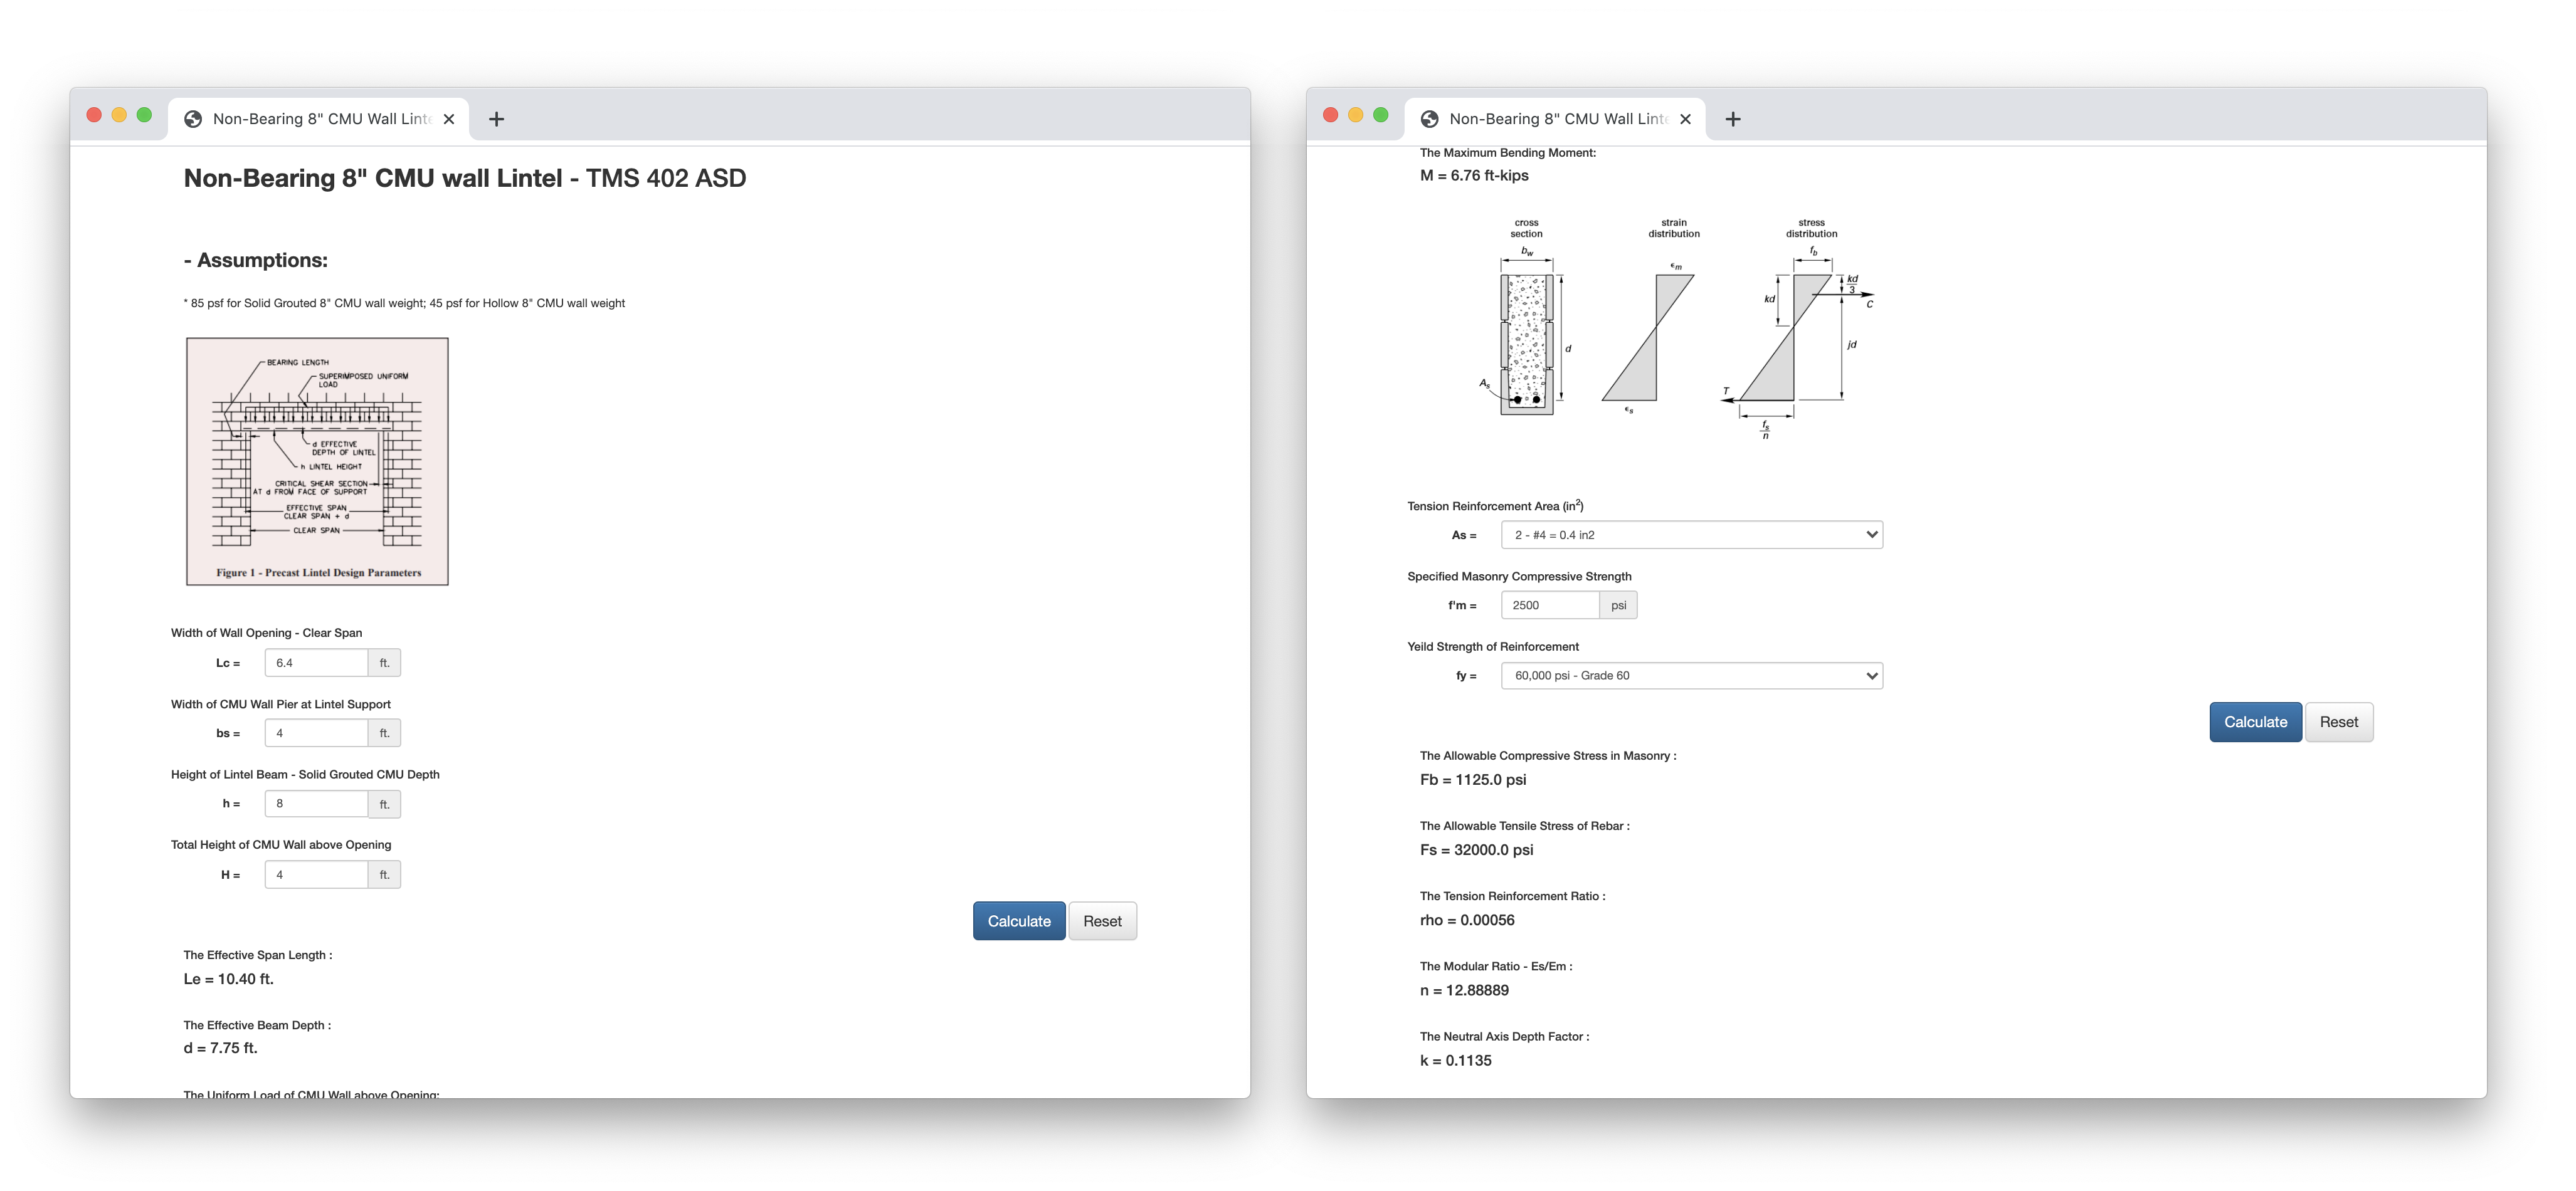 Non-Bearing 8" CMU Wall Lint
Non-Bearing 8" CMU wall Lintel - TMS 402 ASD
- Assumptions:
* 85 psf for Solid Grouted 8" CMU wall weight; 45 psf for Hollow 8" CMU wall weight
BEARING LENGTH
SUPERIMPOSED UNIFORM
LOAD
d EFFECTIVE
DEPTH OF LINTEL
h LINTEL HEIGHT
CRITICAL SHEAR SECTION
AT d FROM FACE OF SUPPORT
EFFECTIVE SPAN
CLEAR SPAN + d
CLEAR SPAN
Figure 1 - Precast Lintel Design Parameters
Width of Wall Opening - Clear Span
Lc = 6.4 ft.
Width of CMU Wall Pier at Lintel Support
bs = 4 ft.
Height of Lintel Beam - Solid Grouted CMU Depth
h = 8 ft.
Total Height of CMU Wall above Opening
H = 4 ft.
Calculate Reset
The Effective Span Length :
Le = 10.40 ft.
The Effective Beam Depth :
d = 7.75 ft.
The Uniform Load of CMU Wall above Opening:
Non-Bearing 8" CMU Wall Lint
The Maximum Bending Moment:
M = 6.76 ft-kips
cross
section
strain
distribution
stress
distribution
bw
d
As
εm
εs
fb
kd
kd
3
C
jd
T
fs
n
Tension Reinforcement Area (in²)
As = 2 - #4 = 0.4 in2
Specified Masonry Compressive Strength
f'm = 2500 psi
Yeild Strength of Reinforcement
fy = 60,000 psi - Grade 60
Calculate Reset
The Allowable Compressive Stress in Masonry :
Fb = 1125.0 psi
The Allowable Tensile Stress of Rebar :
Fs = 32000.0 psi
The Tension Reinforcement Ratio :
rho = 0.00056
The Modular Ratio - Es/Em :
n = 12.88889
The Neutral Axis Depth Factor :
k = 0.1135